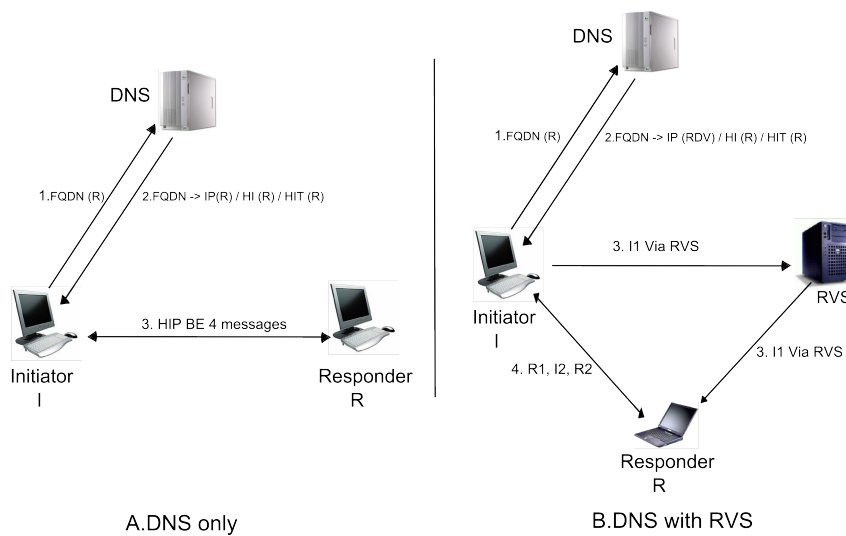 DNS
1.FQDN (R)
2.FQDN -> IP(R) / HI (R) / HIT (R)
3. HIP BE 4 messages
Initiator
I
Responder
R
A.DNS only
DNS
1.FQDN (R)
2.FQDN -> IP (RDV) / HI (R) / HIT (R)
3. I1 Via RVS
RVS
Initiator
I
3. I1 Via RVS
4. R1, I2, R2
Responder
R
B.DNS with RVS